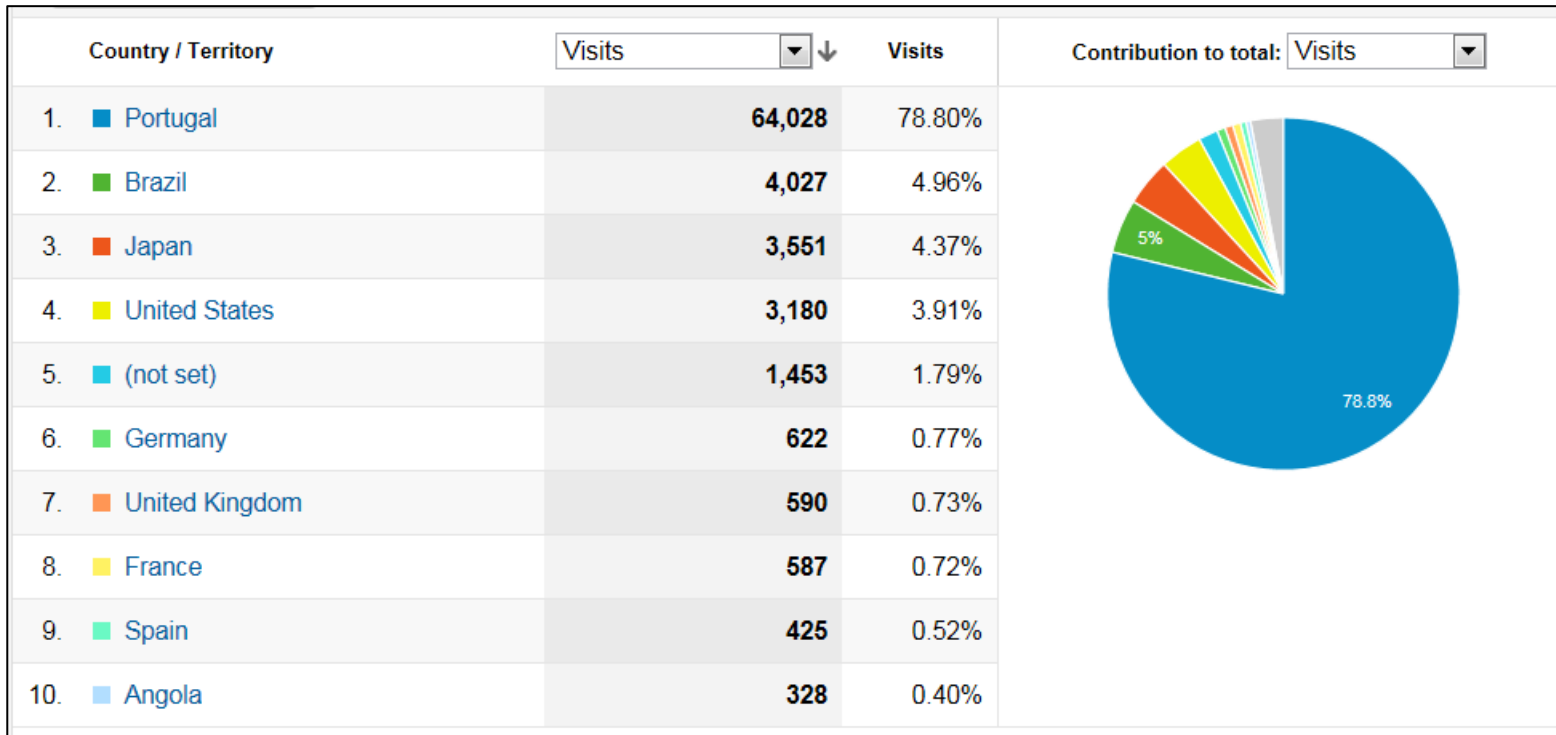 Country / Territory Visits Visits Contribution to total: Visits
1. Portugal 64,028 78.80%
2. Brazil 4,027 4.96%
3. Japan 3,551 4.37%
4. United States 3,180 3.91%
5. (not set) 1,453 1.79%
6. Germany 622 0.77%
7. United Kingdom 590 0.73%
8. France 587 0.72%
9. Spain 425 0.52%
10. Angola 328 0.40%
5%
78.8%